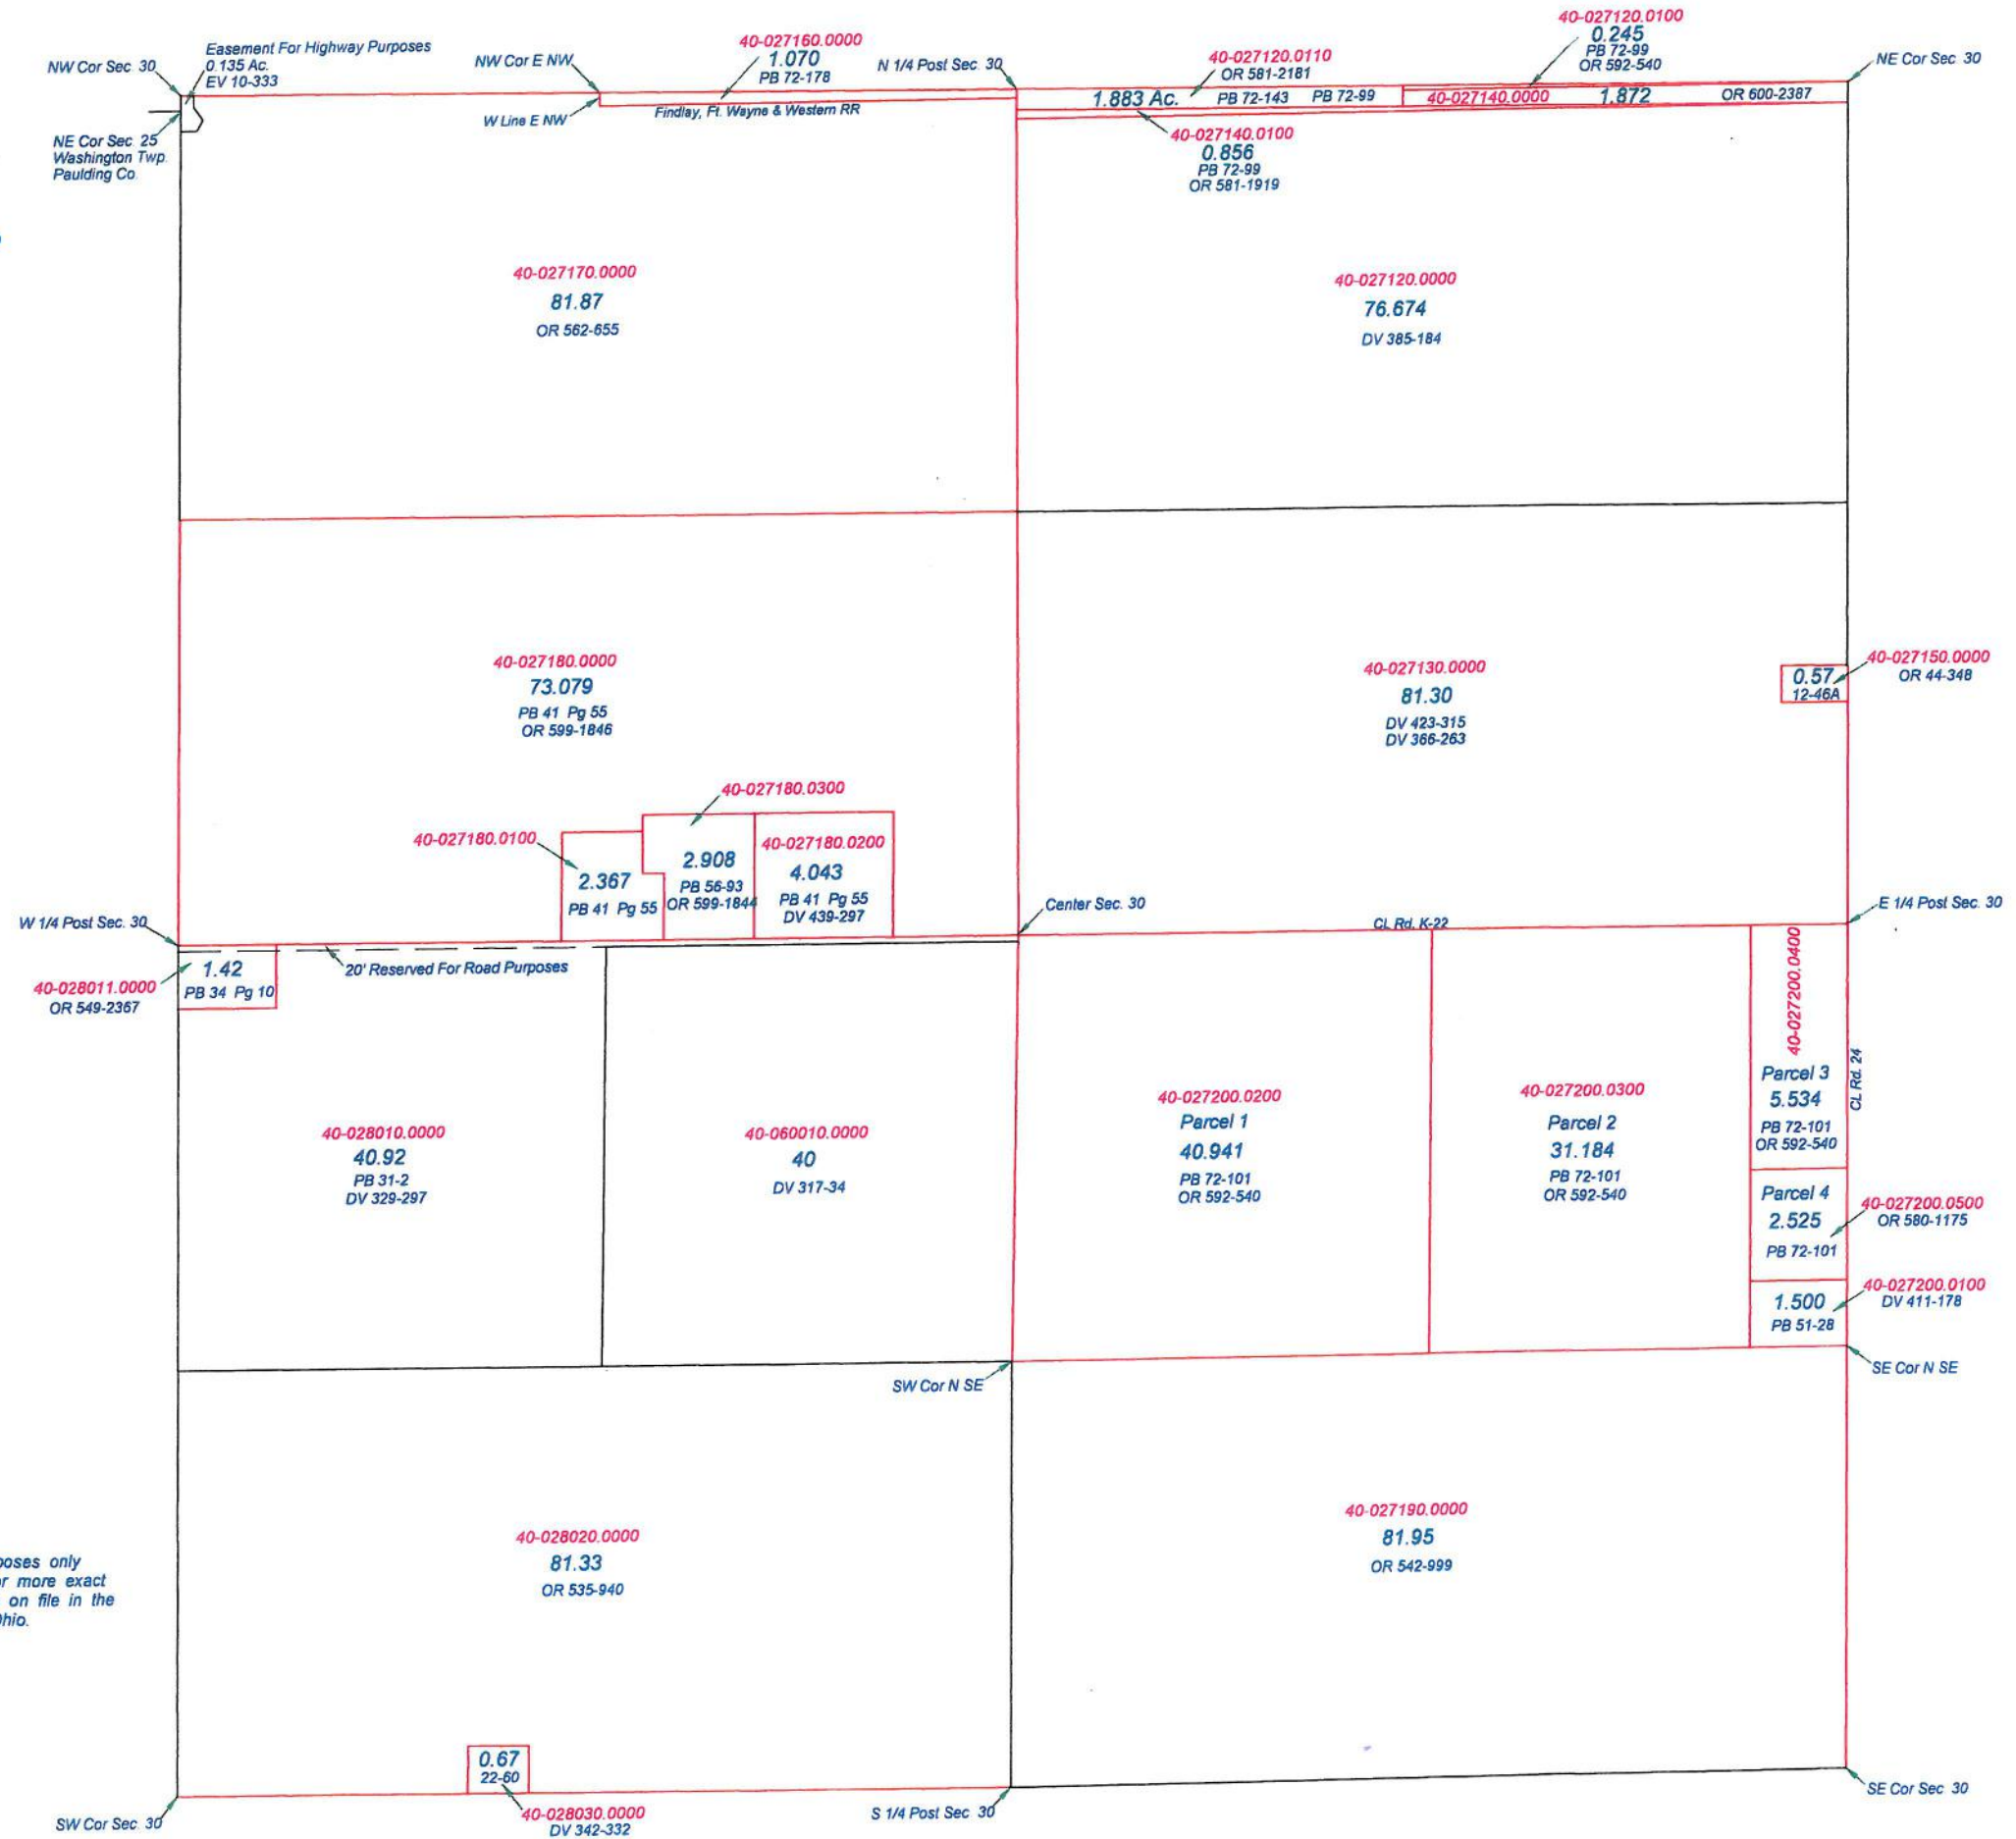 NW Cor Sec. 30
Easement For Highway Purposes
0.135 Ac.
EV 10-333
NE Cor Sec. 25
Washington Twp.
Paulding Co.
NW Cor E NW
W Line E NW
40-027160.0000
1.070
PB 72-178
Findlay, Ft. Wayne & Western RR
N 1/4 Post Sec. 30
40-027120.0110
OR 581-2181
1.883 Ac.
PB 72-143
PB 72-99
40-027120.0100
0.245
PB 72-99
OR 592-540
40-027140.0000
1.872
OR 600-2387
NE Cor Sec. 30
40-027140.0100
0.856
PB 72-99
OR 581-1919
40-027170.0000
81.87
OR 562-655
40-027120.0000
76.674
DV 385-184
40-027180.0000
73.079
PB 41 Pg 55
OR 599-1846
40-027130.0000
81.30
DV 423-315
DV 366-263
0.57
12-46A
40-027150.0000
OR 44-348
40-027180.0300
40-027180.0100
2.367
PB 41 Pg 55
2.908
PB 56-93
OR 599-1844
40-027180.0200
4.043
PB 41 Pg 55
DV 439-297
W 1/4 Post Sec. 30
Center Sec. 30
CL Rd. K-22
E 1/4 Post Sec. 30
1.42
PB 34 Pg 10
40-028011.0000
OR 549-2367
20' Reserved For Road Purposes
40-028010.0000
40.92
PB 31-2
DV 329-297
40-060010.0000
40
DV 317-34
40-027200.0200
Parcel 1
40.941
PB 72-101
OR 592-540
40-027200.0300
Parcel 2
31.184
PB 72-101
OR 592-540
40-027200.0400
Parcel 3
5.534
PB 72-101
OR 592-540
CL Rd. 24
Parcel 4
2.525
PB 72-101
40-027200.0500
OR 580-1175
1.500
PB 51-28
40-027200.0100
DV 411-178
SW Cor N SE
SE Cor N SE
40-028020.0000
81.33
OR 535-940
40-027190.0000
81.95
OR 542-999
only
more exact
on file in the
0.67
22-60
40-028030.0000
DV 342-332
SW Cor Sec. 30
S 1/4 Post Sec. 30
SE Cor Sec. 30